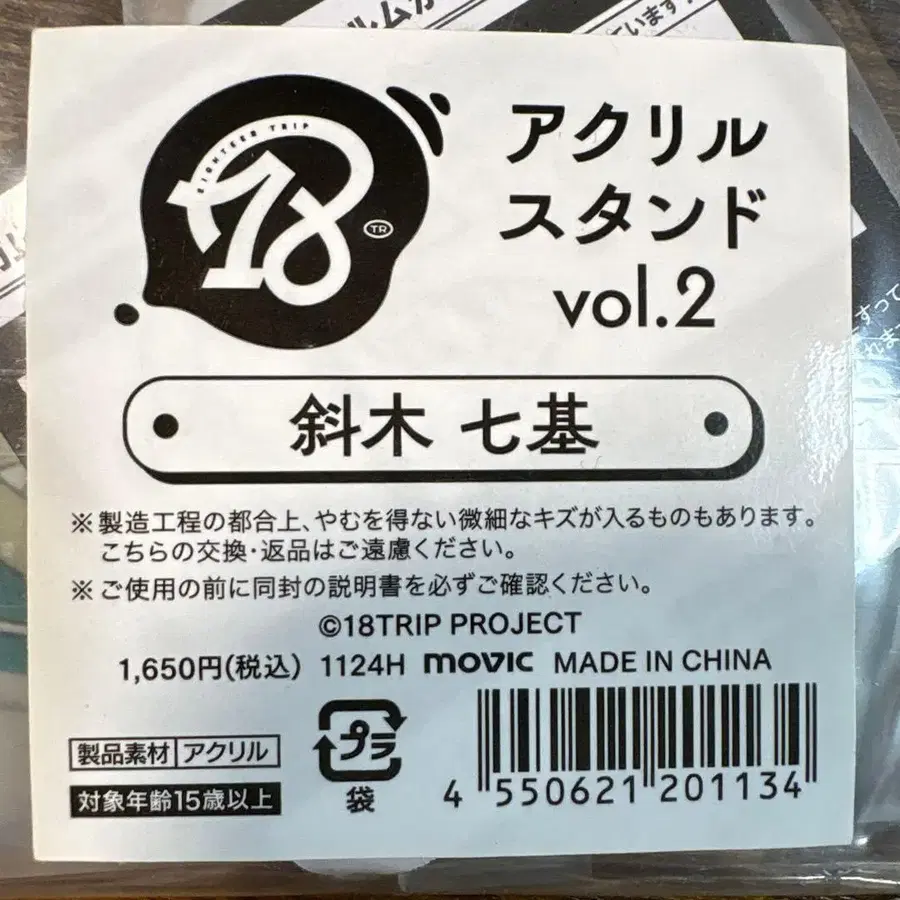 EIGHTEEN TRIP
18
TR
アクリル
スタンド
vol.2
斜木 七基
※ 製造工程の都合上、やむを得ない微細なキズが入るものもあります。
こちらの交換・返品はご遠慮ください。
※ ご使用の前に同封の説明書を必ずご確認ください。
©18TRIP PROJECT
1,650円(税込) 1124H movic MADE IN CHINA
製品素材 アクリル
対象年齢15歳以上
プラ
袋
4 550621 201134